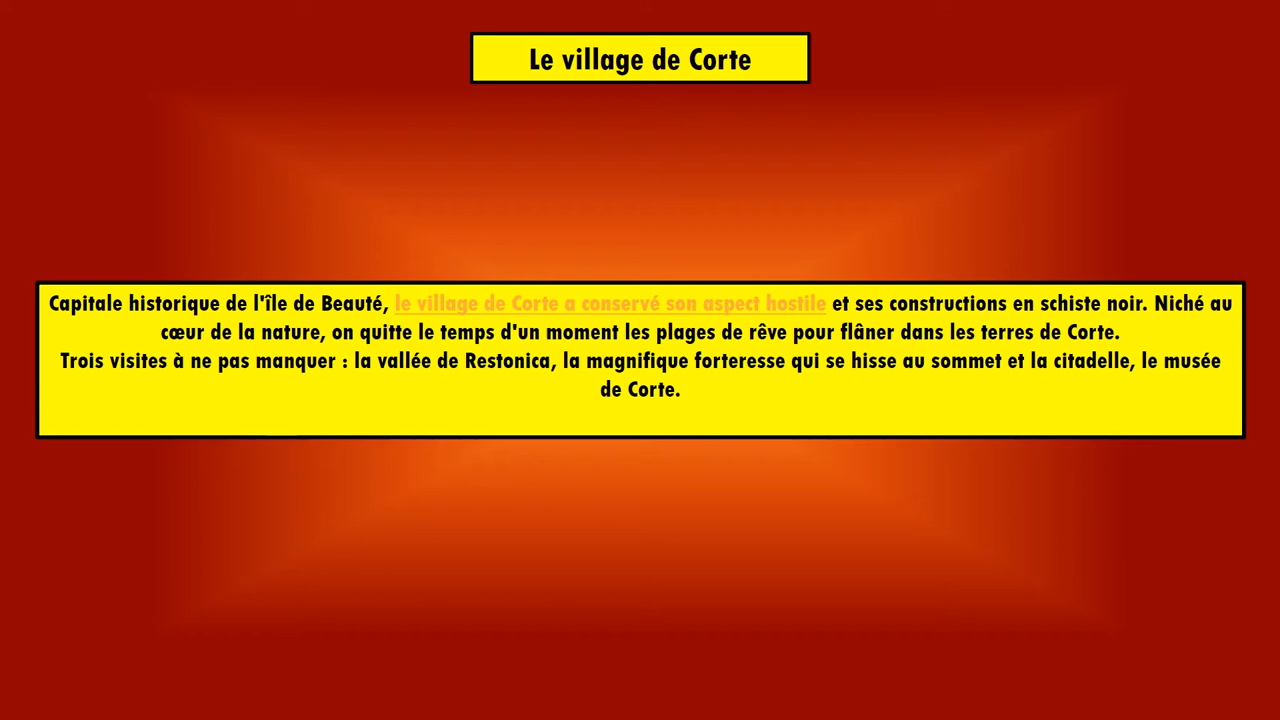 Le village de Corte
Capitale historique de l'île de Beauté, le village de Corte a conservé son aspect hostile et ses constructions en schiste noir. Niché au
cœur de la nature, on quitte le temps d'un moment les plages de rêve pour flâner dans les terres de Corte.
Trois visites à ne pas manquer : la vallée de Restonica, la magnifique forteresse qui se hisse au sommet et la citadelle, le musée
de Corte.